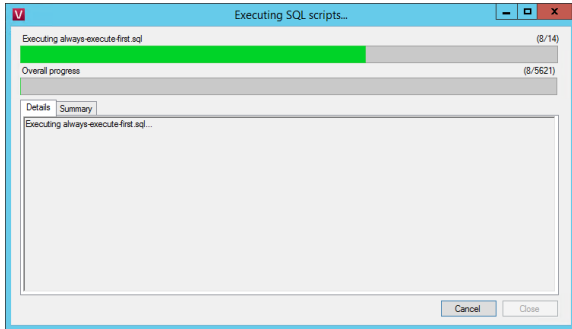 V
Executing SQL scripts...
Executing always-execute-first.sql (8/14)
Overall progress (8/5621)
Details Summary
Executing always-execute-first.sql...
Cancel Close